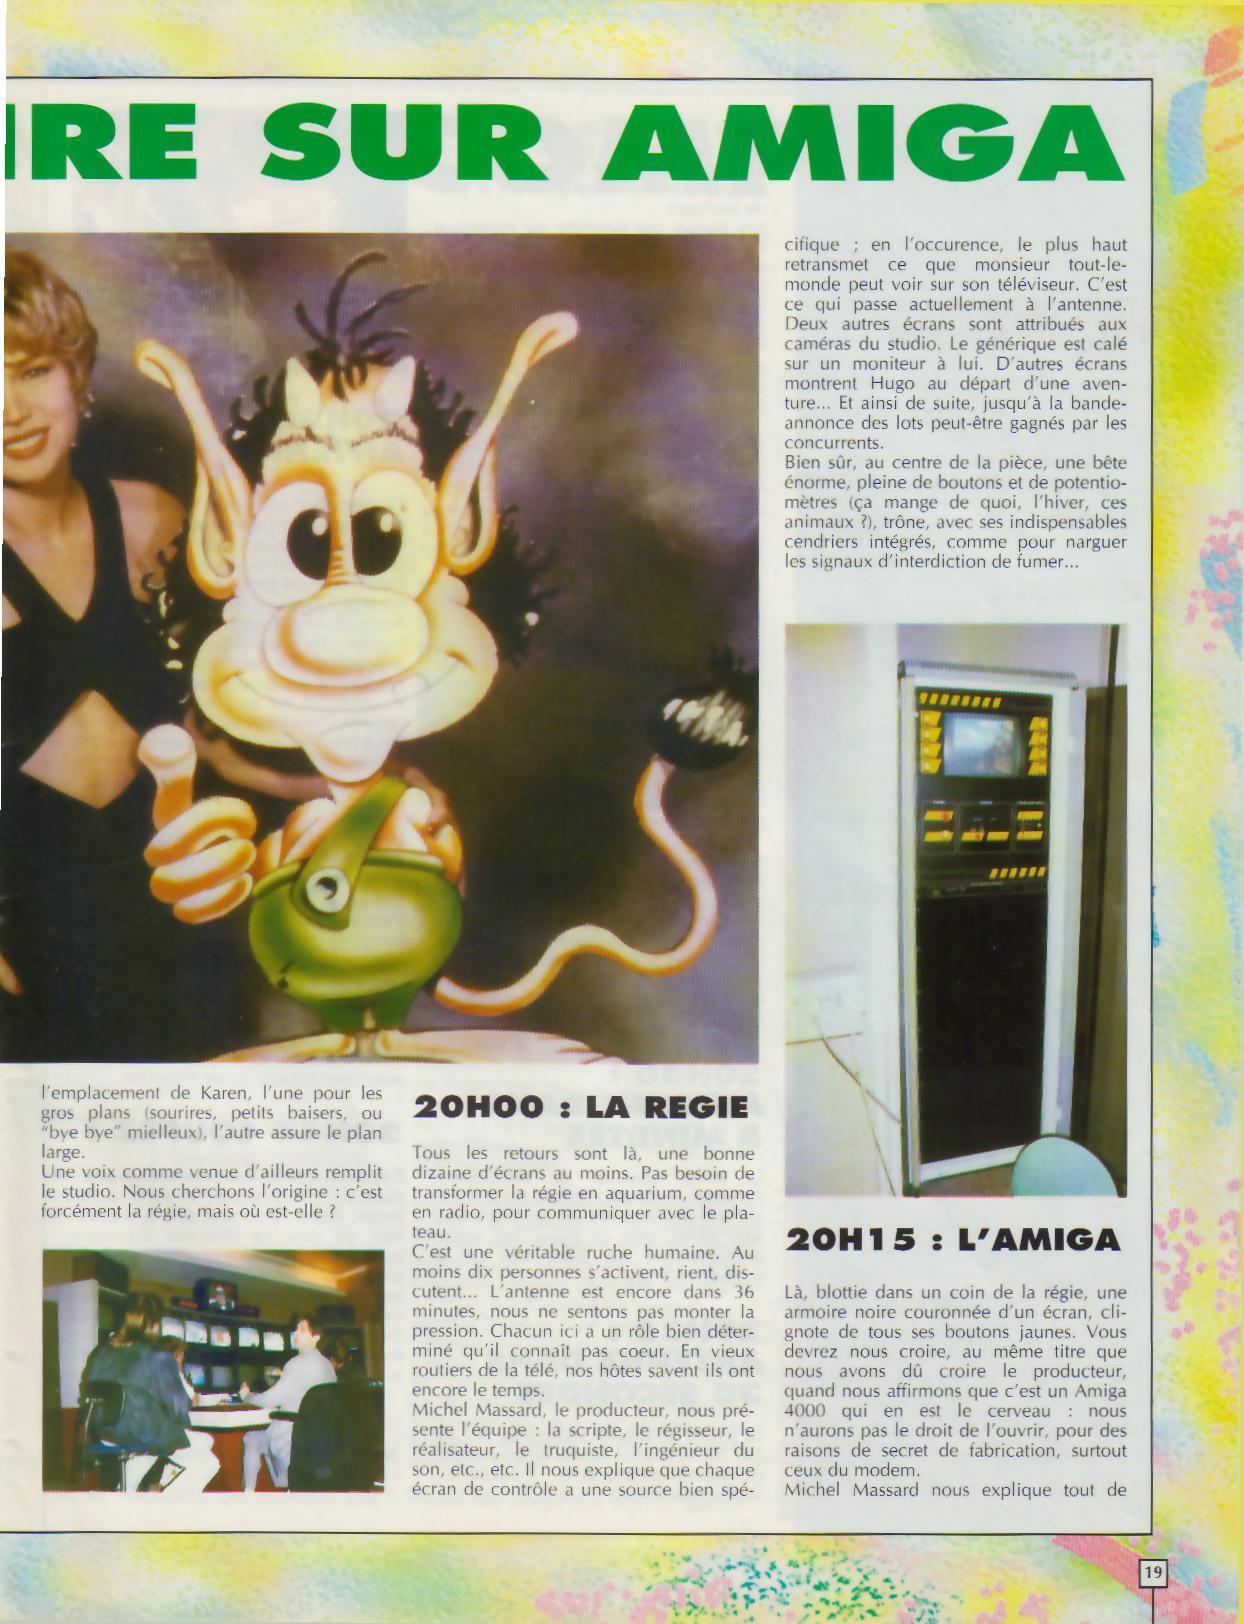 IRE SUR AMIGA
l'emplacement de Karen, l'une pour les
gros plans (sourires, petits baisers, ou
"bye bye" mielleux), l'autre assure le plan
large.
Une voix comme venue d'ailleurs remplit
le studio. Nous cherchons l'origine : c'est
forcément la régie, mais où est-elle ?
20H00 : LA REGIE
Tous les retours sont là, une bonne
dizaine d'écrans au moins. Pas besoin de
transformer la régie en aquarium, comme
en radio, pour communiquer avec le pla-
teau.
C'est une véritable ruche humaine. Au
moins dix personnes s'activent, rient, dis-
cutent... L'antenne est encore dans 36
minutes, nous ne sentons pas monter la
pression. Chacun ici a un rôle bien déter-
miné qu'il connaît pas coeur. En vieux
routiers de la télé, nos hôtes savent ils ont
encore le temps.
Michel Massard, le producteur, nous pré-
sente l'équipe : la scripte, le régisseur, le
réalisateur, le truquiste, l'ingénieur du
son, etc., etc. Il nous explique que chaque
écran de contrôle a une source bien spé-
cifique ; en l'occurence, le plus haut
retransmet ce que monsieur tout-le-
monde peut voir sur son téléviseur. C'est
ce qui passe actuellement à l'antenne.
Deux autres écrans sont attribués aux
caméras du studio. Le générique est calé
sur un moniteur à lui. D'autres écrans
montrent Hugo au départ d'une aven-
ture... Et ainsi de suite, jusqu'à la bande-
annonce des lots peut-être gagnés par les
concurrents.
Bien sûr, au centre de la pièce, une bête
énorme, pleine de boutons et de potentio-
mètres (ça mange de quoi, l'hiver, ces
animaux ?), trône, avec ses indispensables
cendriers intégrés, comme pour narguer
les signaux d'interdiction de fumer...
20H15 : L'AMIGA
Là, blottie dans un coin de la régie, une
armoire noire couronnée d'un écran, cli-
gnote de tous ses boutons jaunes. Vous
devrez nous croire, au même titre que
nous avons dû croire le producteur,
quand nous affirmons que c'est un Amiga
4000 qui en est le cerveau : nous
n'aurons pas le droit de l'ouvrir, pour des
raisons de secret de fabrication, surtout
ceux du modem.
Michel Massard nous explique tout de
19